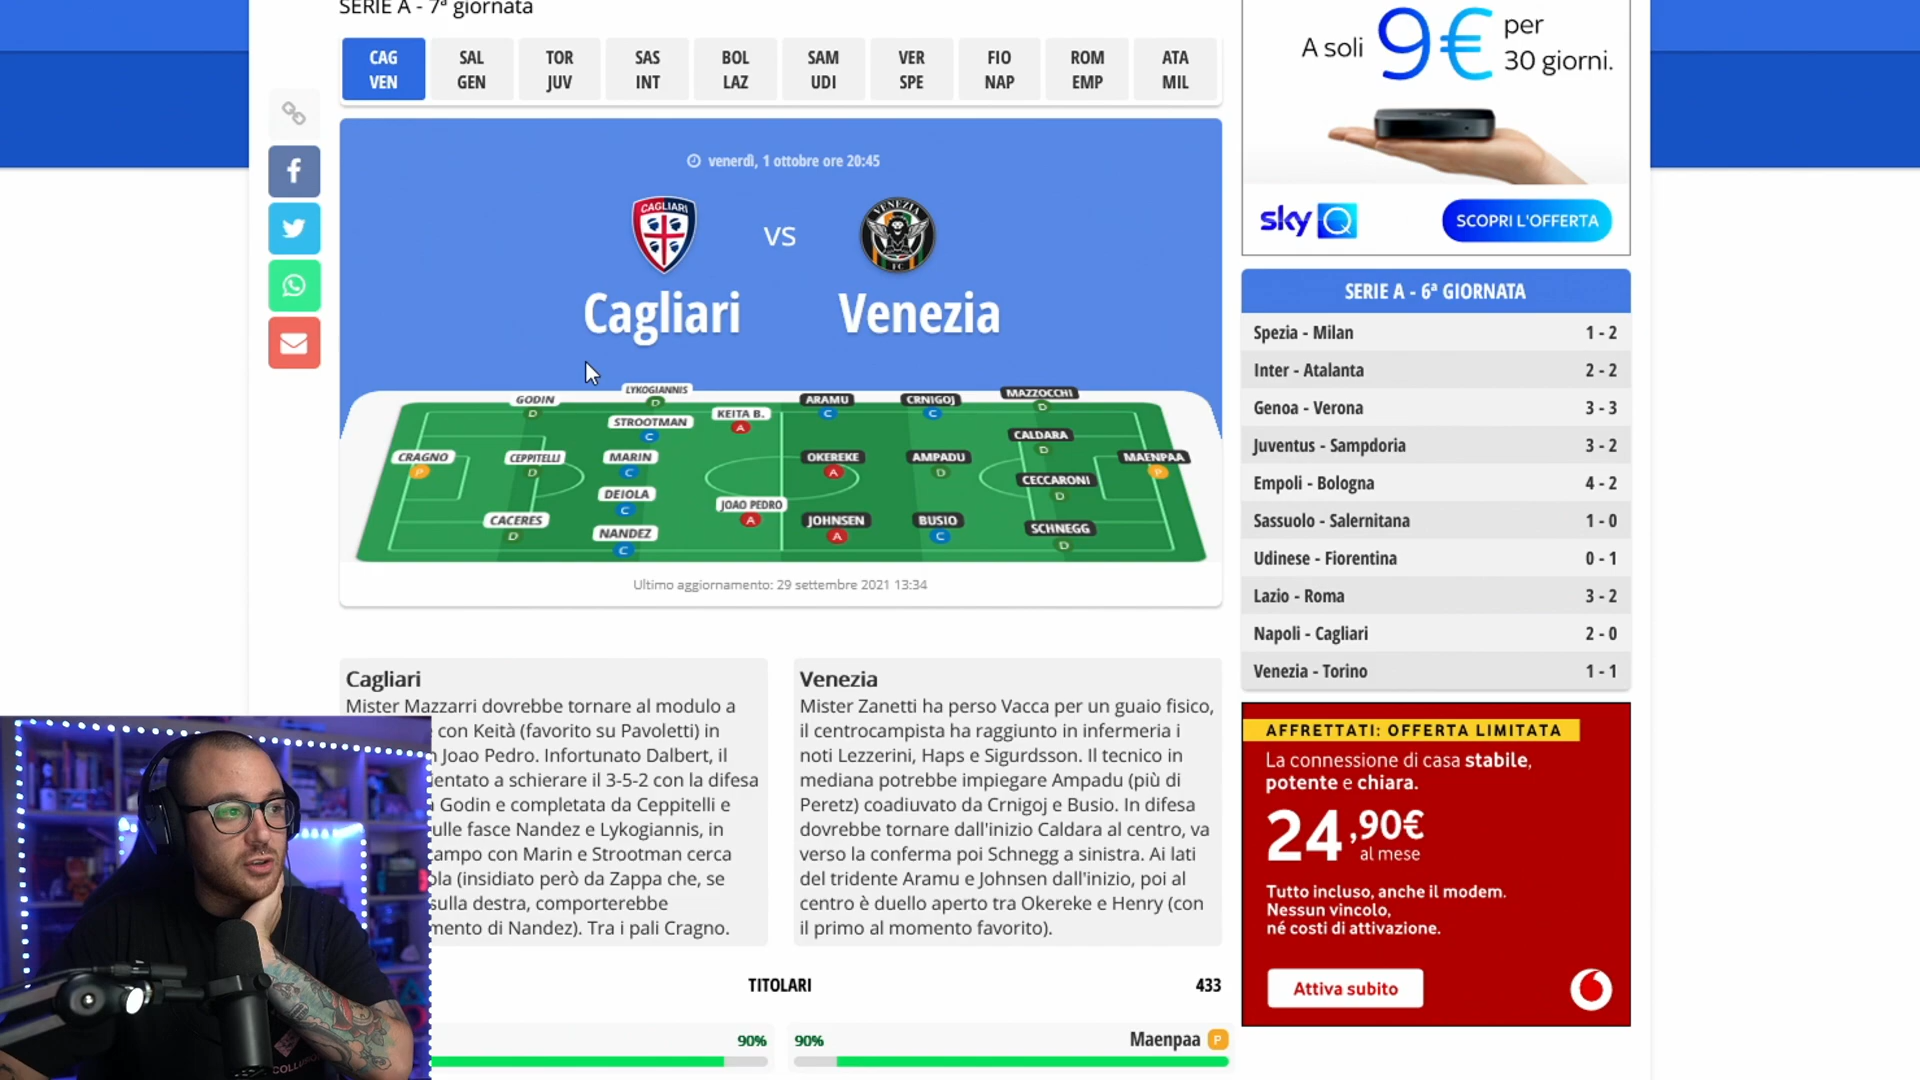 SERIE A - 7ª giornata
CAG
VEN
SAL
GEN
TOR
JUV
SAS
INT
BOL
LAZ
SAM
UDI
VER
SPE
FIO
NAP
ROM
EMP
ATA
MIL
venerdì, 1 ottobre ore 20:45
CAGLIARI
VENEZIA
FC
VS
Cagliari
Venezia
GODIN
D
LYKOGIANNIS
D
STROOTMAN
C
KEITA B.
A
ARAMU
C
CRNIGOJ
C
MAZZOCCHI
D
CRAGNO
P
CEPPITELLI
D
MARIN
C
OKEREKE
A
AMPADU
D
CALDARA
D
MAENPAA
P
DEIOLA
C
JOAO PEDRO
A
CECCARONI
D
CACERES
D
NANDEZ
C
JOHNSEN
A
BUSIO
C
SCHNEGG
D
Ultimo aggiornamento: 29 settembre 2021 13:34
Cagliari
Mister Mazzarri dovrebbe tornare al modulo a
con Keità (favorito su Pavoletti) in
Joao Pedro. Infortunato Dalbert, il
entato a schierare il 3-5-2 con la difesa
Godin e completata da Ceppitelli e
ulle fasce Nandez e Lykogiannis, in
ampo con Marin e Strootman cerca
ola (insidiato però da Zappa che, se
sulla destra, comporterebbe
mento di Nandez). Tra i pali Cragno.
Venezia
Mister Zanetti ha perso Vacca per un guaio fisico,
il centrocampista ha raggiunto in infermeria i
noti Lezzerini, Haps e Sigurdsson. Il tecnico in
mediana potrebbe impiegare Ampadu (più di
Peretz) coadiuvato da Crnigoj e Busio. In difesa
dovrebbe tornare dall'inizio Caldara al centro, va
verso la conferma poi Schnegg a sinistra. Ai lati
del tridente Aramu e Johnsen dall'inizio, poi al
centro è duello aperto tra Okereke e Henry (con
il primo al momento favorito).
TITOLARI
433
90%
90%
Maenpaa P
A soli 9€ per
30 giorni.
sky Q
SCOPRI L'OFFERTA
SERIE A - 6ª GIORNATA
Spezia - Milan 1 - 2
Inter - Atalanta 2 - 2
Genoa - Verona 3 - 3
Juventus - Sampdoria 3 - 2
Empoli - Bologna 4 - 2
Sassuolo - Salernitana 1 - 0
Udinese - Fiorentina 0 - 1
Lazio - Roma 3 - 2
Napoli - Cagliari 2 - 0
Venezia - Torino 1 - 1
AFFRETTATI: OFFERTA LIMITATA
La connessione di casa stabile,
potente e chiara.
24,90€
al mese
Tutto incluso, anche il modem.
Nessun vincolo,
né costi di attivazione.
Attiva subito